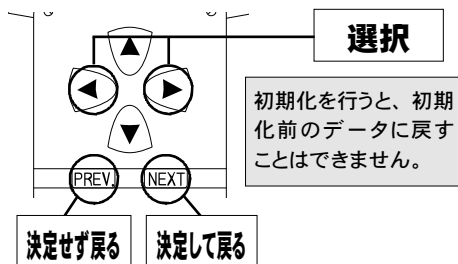 選択
初期化を行うと、初期
化前のデータに戻す
ことはできません。
PREV. NEXT
決定せず戻る 決定して戻る